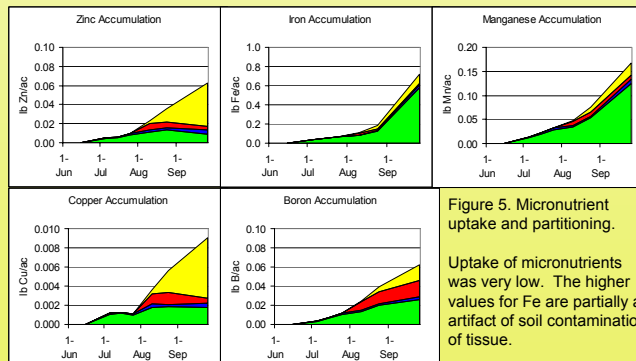 Zinc Accumulation
lb Zn/ac
0.10
0.08
0.06
0.04
0.02
0.00
1-
Jun
1-
Jul
1-
Aug
1-
Sep
Iron Accumulation
lb Fe/ac
1.0
0.8
0.6
0.4
0.2
0.0
1-
Jun
1-
Jul
1-
Aug
1-
Sep
Manganese Accumulation
lb Mn/ac
0.20
0.15
0.10
0.05
0.00
1-
Jun
1-
Jul
1-
Aug
1-
Sep
Copper Accumulation
lb Cu/ac
0.010
0.008
0.006
0.004
0.002
0.000
1-
Jun
1-
Jul
1-
Aug
1-
Sep
Boron Accumulation
lb B/ac
0.10
0.08
0.06
0.04
0.02
0.00
1-
Jun
1-
Jul
1-
Aug
1-
Sep
Figure 5. Micronutrient
uptake and partitioning.
Uptake of micronutrients
was very low. The higher
values for Fe are partially a
artifact of soil contamination
of tissue.